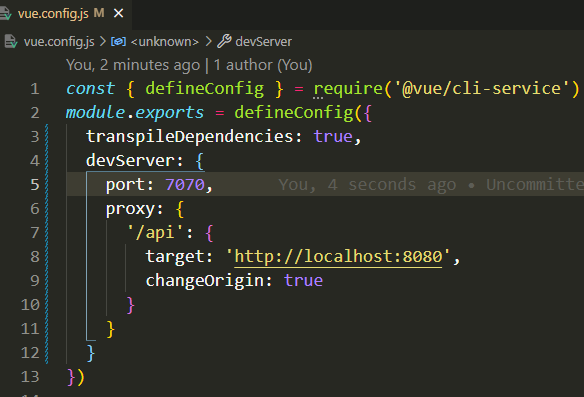 vue.config.js M ×
vue.config.js > <unknown> > devServer
You, 2 minutes ago | 1 author (You)
1 const { defineConfig } = require('@vue/cli-service')
2 module.exports = defineConfig({
3 transpileDependencies: true,
4 devServer: {
5 port: 7070, You, 4 seconds ago • Uncommitte
6 proxy: {
7 '/api': {
8 target: 'http://localhost:8080',
9 changeOrigin: true
10 }
11 }
12 }
13 })